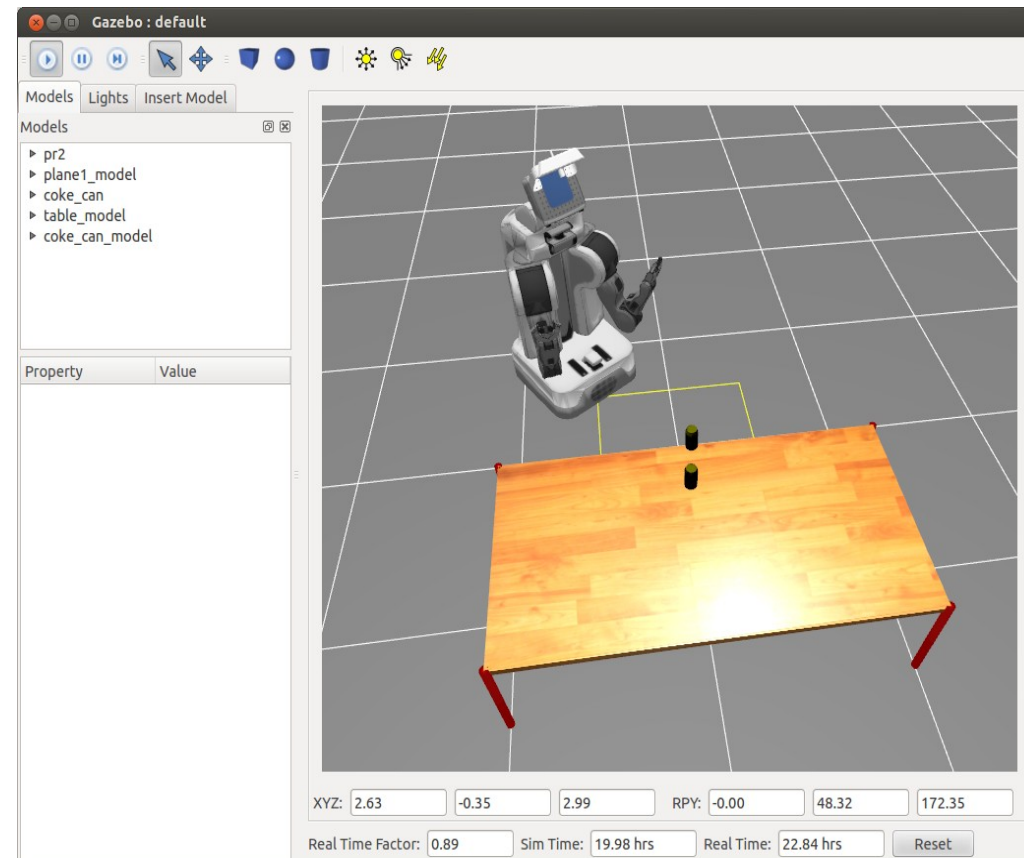 Gazebo : default
Models Lights Insert Model
Models
pr2
plane1_model
coke_can
table_model
coke_can_model
Property Value
XYZ: 2.63 -0.35 2.99 RPY: -0.00 48.32 172.35
Real Time Factor: 0.89 Sim Time: 19.98 hrs Real Time: 22.84 hrs Reset